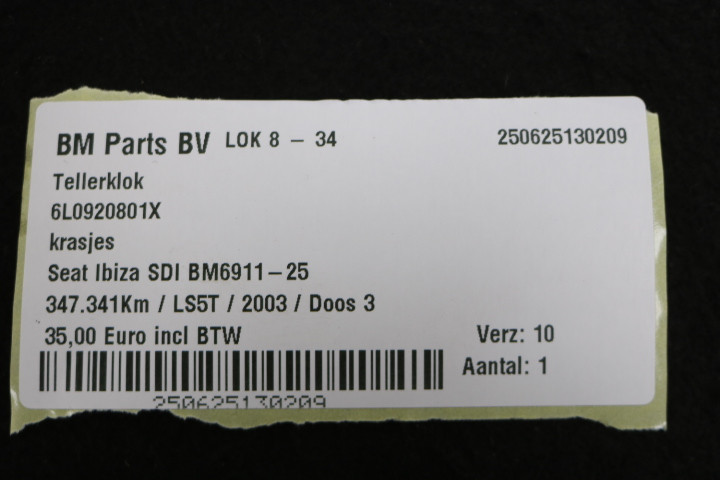 BM Parts BV LOK 8 - 34 250625130209
Tellerklok
6L0920801X
krasjes
Seat Ibiza SDI BM6911-25
347.341Km / LS5T / 2003 / Doos 3
35,00 Euro incl BTW Verz: 10
Aantal: 1
250625130209